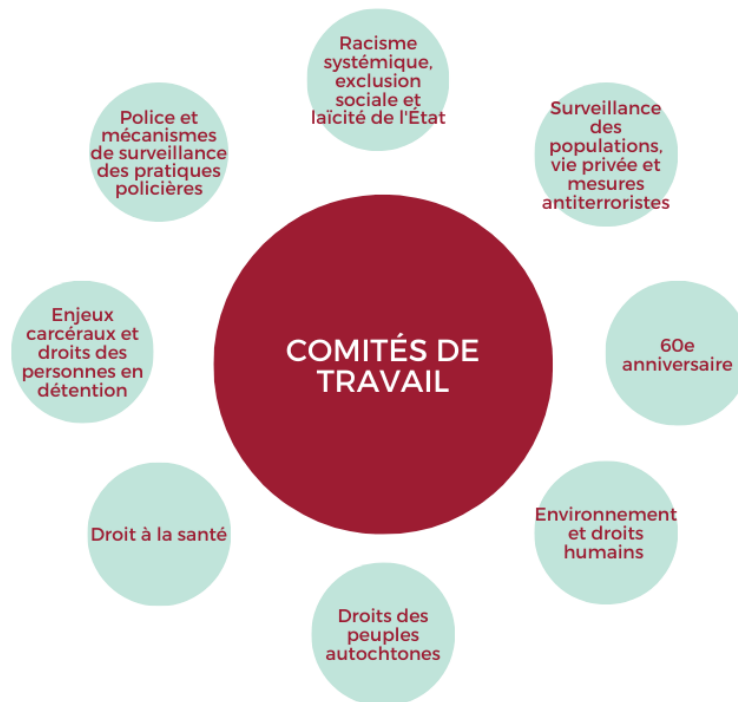 Racisme
systémique,
exclusion
sociale et
laïcité de l'État
Surveillance
des
populations,
vie privée et
mesures
antiterroristes
60e
anniversaire
Environnement
et droits
humains
Droits des
peuples
autochtones
Droit à la santé
Enjeux
carcéraux et
droits des
personnes en
détention
Police et
mécanismes
de surveillance
des pratiques
policières
COMITÉS DE
TRAVAIL